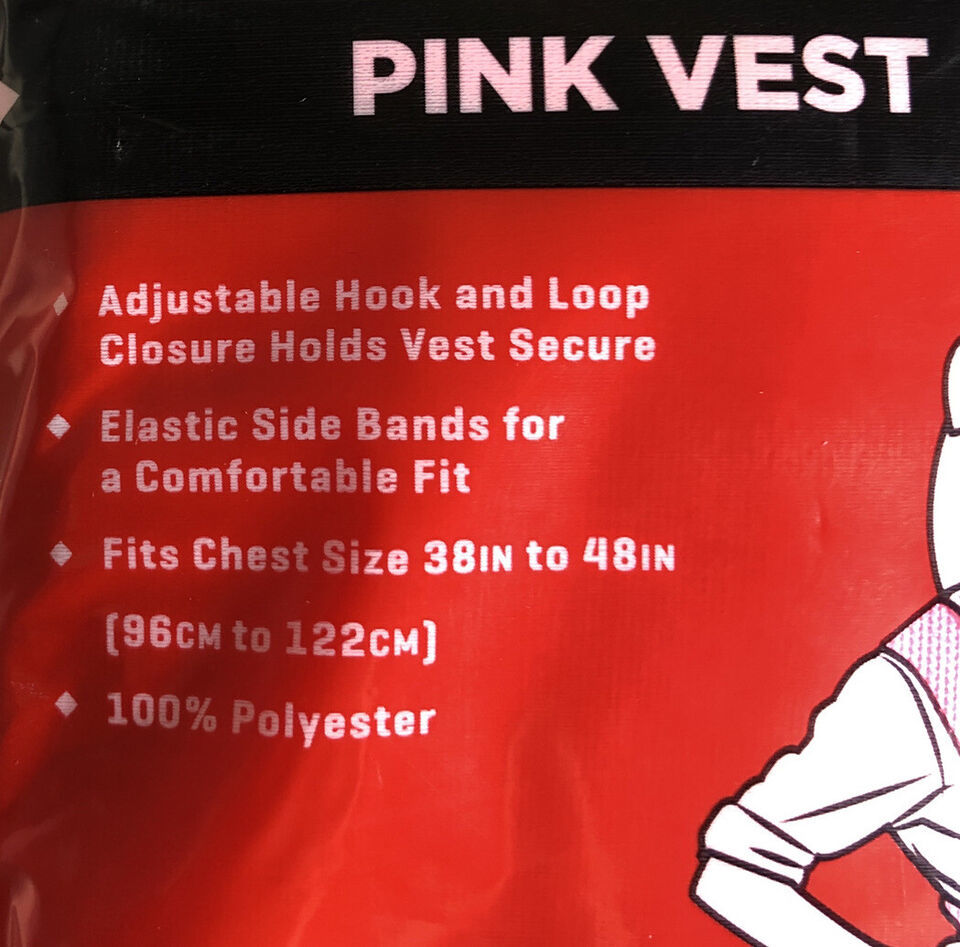 PINK VEST
Adjustable Hook and Loop
Closure Holds Vest Secure
Elastic Side Bands for
a Comfortable Fit
Fits Chest Size 38IN to 48IN
[96CM to 122CM]
100% Polyester